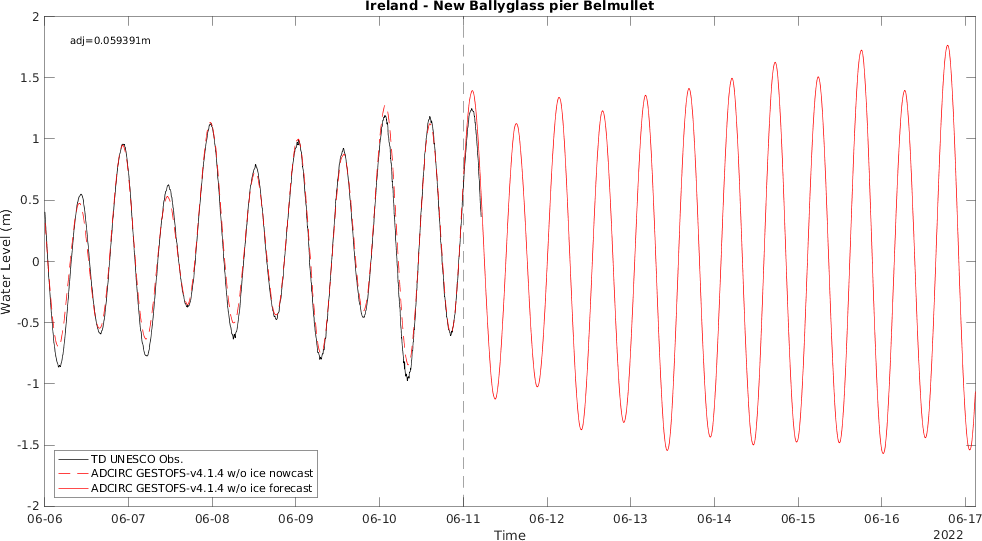 Ireland - New Ballyglass pier Belmullet
adj=0.059391m
2
1.5
1
0.5
0
-0.5
-1
-1.5
-2
Water Level (m)
TD UNESCO Obs.
ADCIRC GESTOFS-v4.1.4 w/o ice nowcast
ADCIRC GESTOFS-v4.1.4 w/o ice forecast
06-06 06-07 06-08 06-09 06-10 06-11 06-12 06-13 06-14 06-15 06-16 06-17
Time
2022